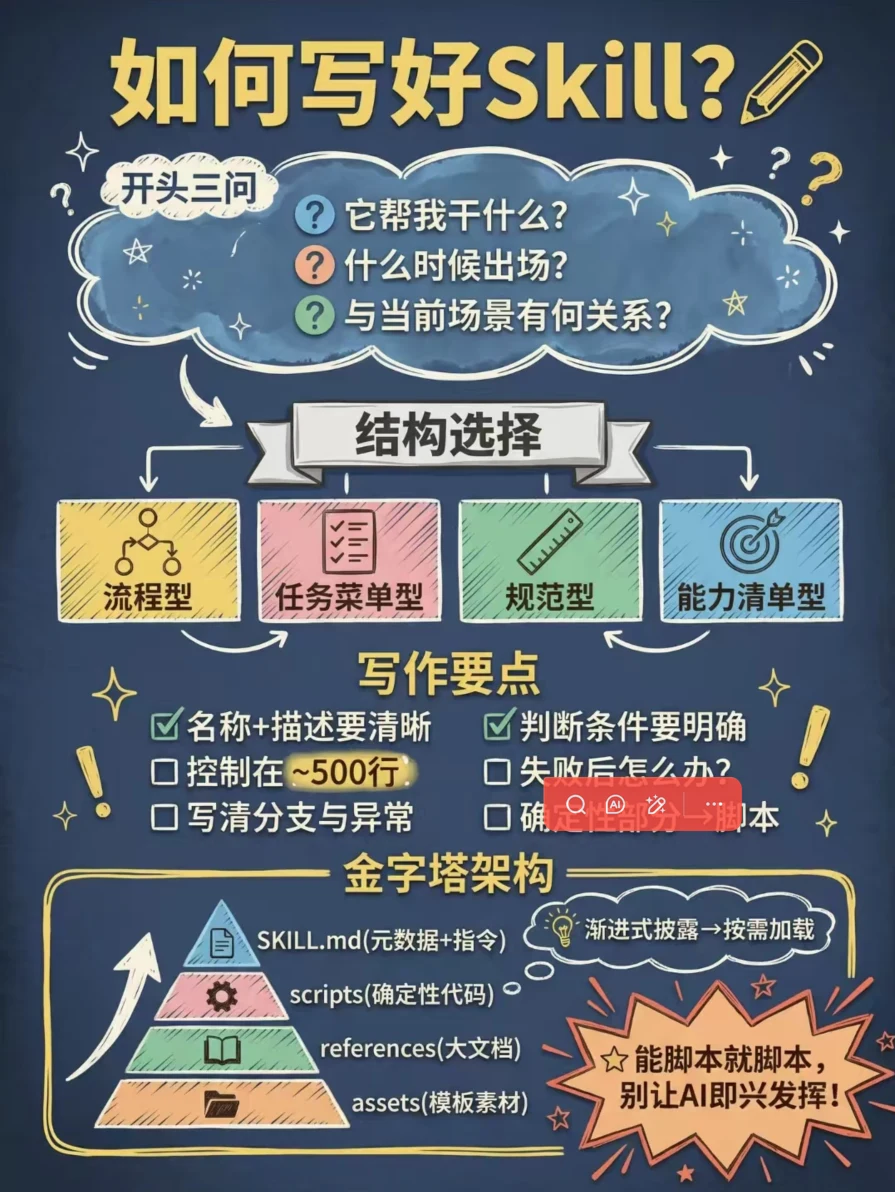 如何写好Skill?
开头三问
? 它帮我干什么?
? 什么时候出场?
? 与当前场景有何关系?
结构选择
流程型
任务菜单型
规范型
能力清单型
写作要点
名称+描述要清晰
判断条件要明确
控制在~500行
失败后怎么办?
写清分支与异常
确定性部分→脚本
AI
金字塔架构
SKILL.md(元数据+指令)
渐进式披露→按需加载
scripts(确定性代码)
references(大文档)
能脚本就脚本,
别让AI即兴发挥!
assets(模板素材)